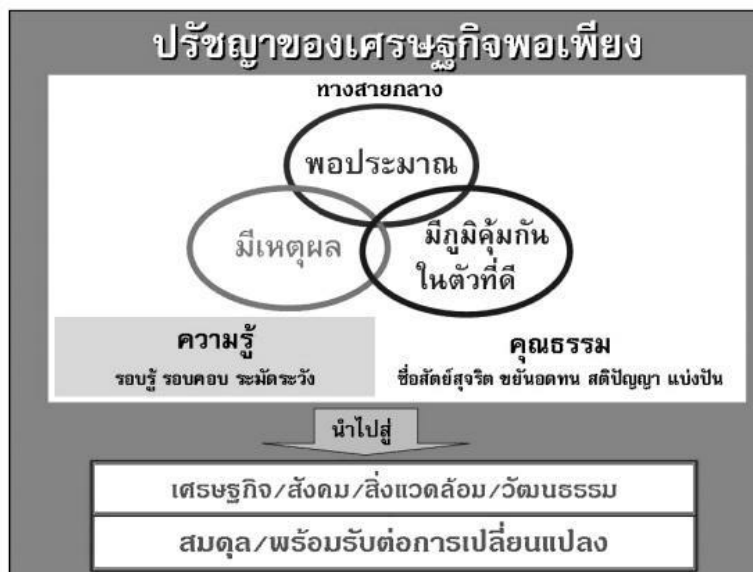 ปรัชญาของเศรษฐกิจพอเพียง
ทางสายกลาง
พอประมาณ
มีเหตุผล
มีภูมิคุ้มกัน
ในตัวที่ดี
ความรู้
รอบรู้ รอบคอบ ระมัดระวัง
คุณธรรม
ซื่อสัตย์สุจริต ขยันอดทน สติปัญญา แบ่งปัน
นำไปสู่
เศรษฐกิจ/สังคม/สิ่งแวดล้อม/วัฒนธรรม
สมดุล/พร้อมรับต่อการเปลี่ยนแปลง